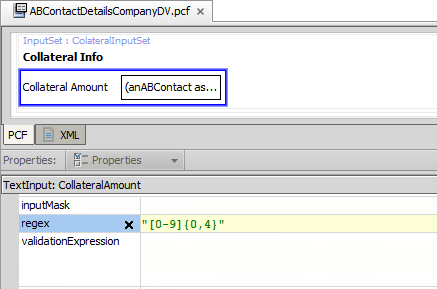 ABContactDetailsCompanyDV.pcf ×
InputSet : ColateralInputSet
Collateral Info
Collateral Amount (anABContact as...
PCF XML
Properties: Properties
TextInput: CollateralAmount
inputMask
regex × "[0-9]{0,4}"
validationExpression